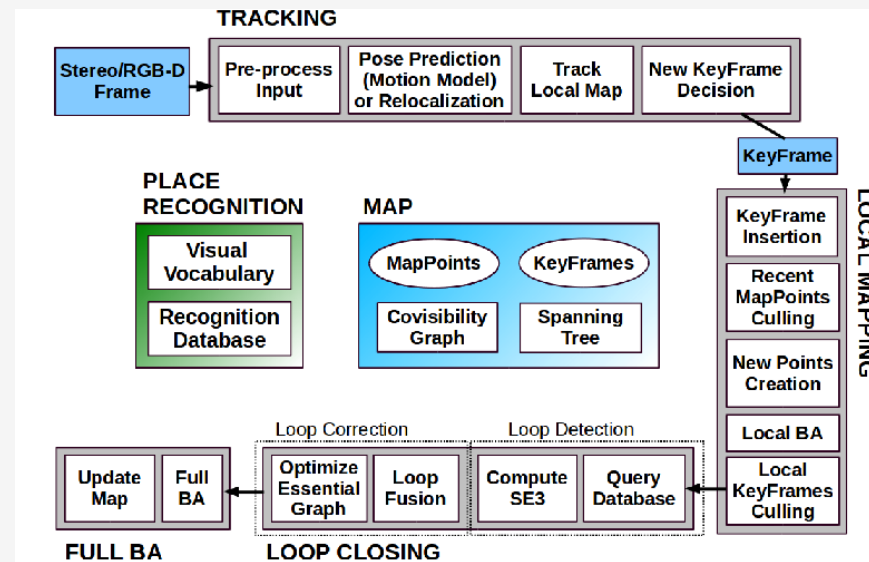 TRACKING
Stereo/RGB-D
Frame
Pre-process
Input
Pose Prediction
(Motion Model)
or Relocalization
Track
Local Map
New KeyFrame
Decision
KeyFrame
PLACE
RECOGNITION
Visual
Vocabulary
Recognition
Database
MAP
MapPoints
KeyFrames
Covisibility
Graph
Spanning
Tree
LOCAL MAPPING
KeyFrame
Insertion
Recent
MapPoints
Culling
New Points
Creation
Local BA
Local
KeyFrames
Culling
Loop Correction
Loop Detection
Optimize
Essential
Graph
Loop
Fusion
Compute
SE3
Query
Database
Update
Map
Full
BA
FULL BA
LOOP CLOSING